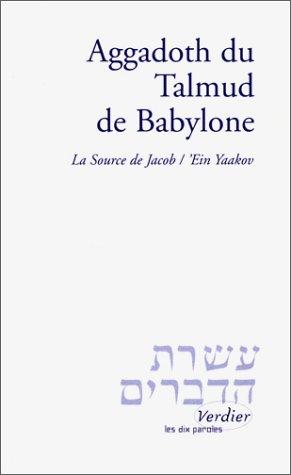 Aggadoth du
Talmud
de Babylone
La Source de Jacob / 'Ein Yaakov
עשרת
הדברים
Verdier
les dix paroles